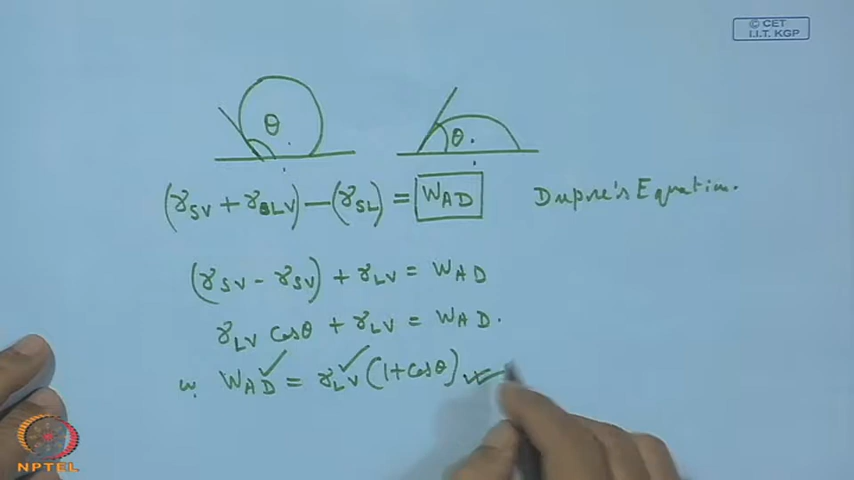 © CET
I.I.T. KGP
θ θ
(γSV + γLV) − (γSL) = WAD Dupre's Equation.
(γSV − γSV) + γLV = WAD
γLV cosθ + γLV = WAD.
WAD = γLV (1+cosθ)
NPTEL